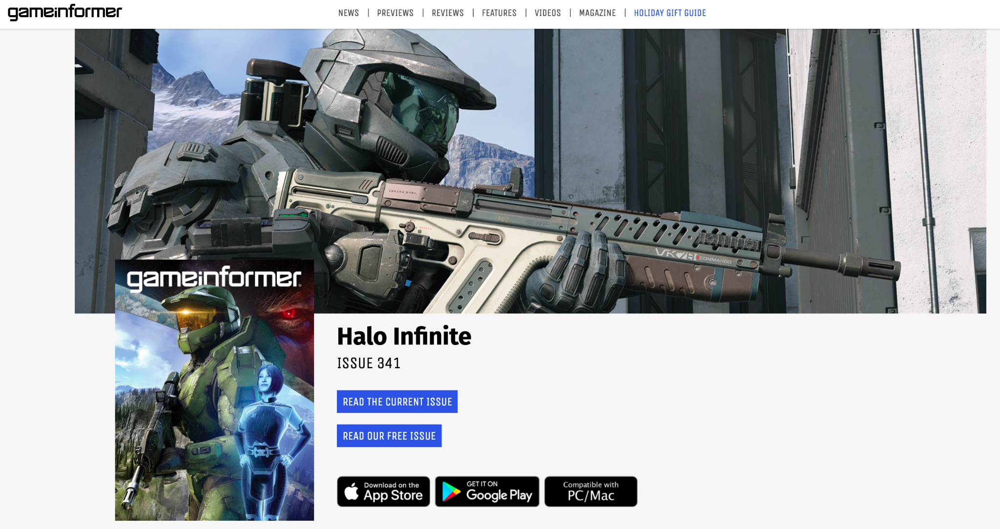 gameinformer
NEWS | PREVIEWS | REVIEWS | FEATURES | VIDEOS | MAGAZINE | HOLIDAY GIFT GUIDE
VK78 COMMANDO
gameinformer
117
Halo Infinite
ISSUE 341
READ THE CURRENT ISSUE
READ OUR FREE ISSUE
Download on the
App Store
GET IT ON
Google Play
Compatible with
PC/Mac